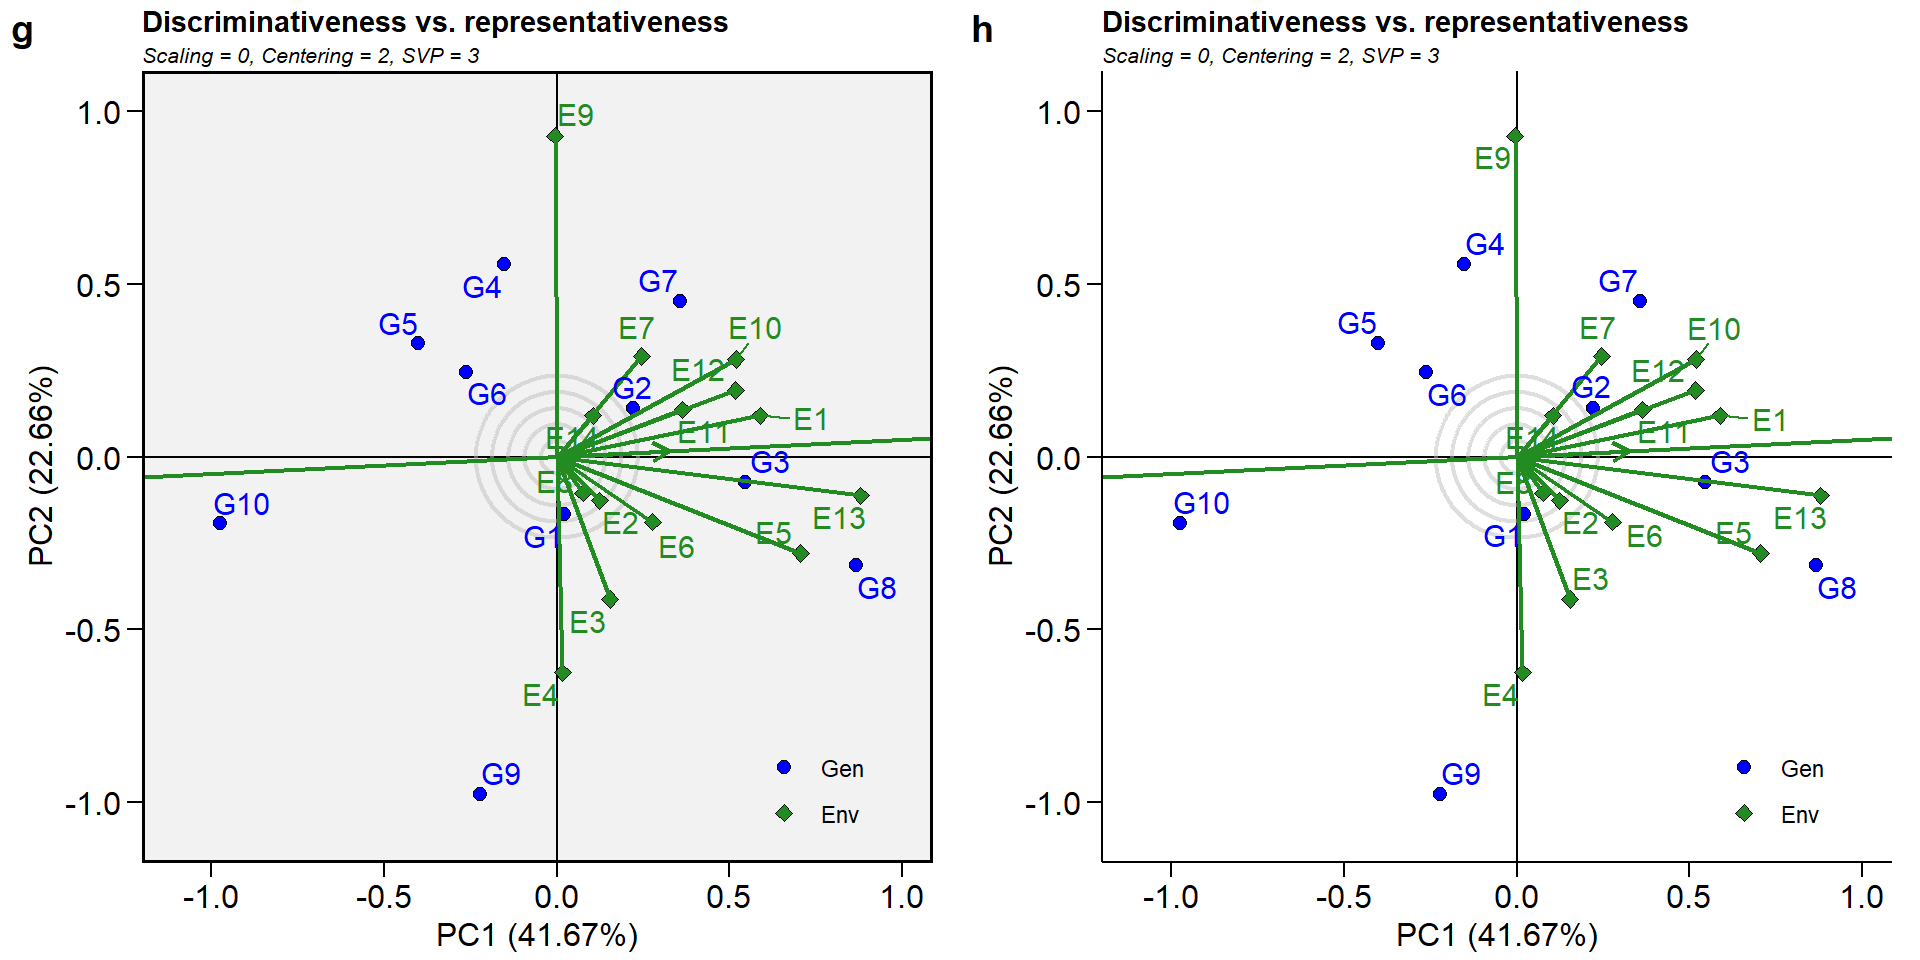 g
Discriminativeness vs. representativeness
Scaling = 0, Centering = 2, SVP = 3
PC2 (22.66%)
1.0
0.5
0.0
-0.5
-1.0
E9
G4
G7
G5
E7
E10
E12
G6
G2
E1
E11
G3
G10
E2
E13
G1
E6
E5
G8
E3
E4
G9
Gen
Env
-1.0
-0.5
0.0
0.5
1.0
PC1 (41.67%)
h
Discriminativeness vs. representativeness
Scaling = 0, Centering = 2, SVP = 3
PC2 (22.66%)
1.0
0.5
0.0
-0.5
-1.0
E9
G4
G7
G5
E7
E10
E12
G6
G2
E1
E11
G3
G10
E2
E13
G1
E6
E5
G8
E3
E4
G9
Gen
Env
-1.0
-0.5
0.0
0.5
1.0
PC1 (41.67%)